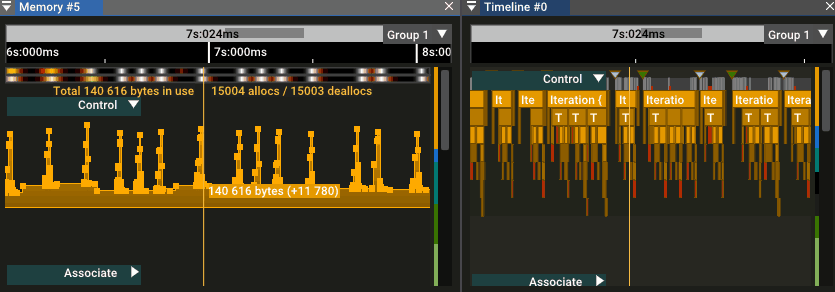 Memory #5
7s:024ms
Group 1
6s:000ms 7s:000ms 8s:00
Total 140 616 bytes in use 15004 allocs / 15003 deallocs
Control
140 616 bytes (+11 780)
Associate
Timeline #0
7s:024ms
Group 1
Control
It Ite Iteration ( It Iteratio Ite Iteratio Itera
T T T T T T T
Associate